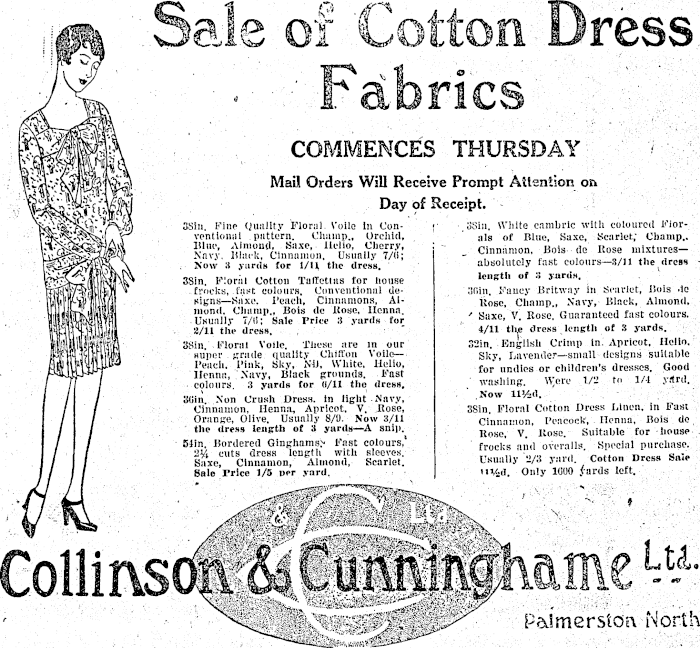 Sale of Cotton Dress
Fabrics
COMMENCES THURSDAY
Mail Orders Will Receive Prompt Attention on
Day of Receipt.
38in. Fine Quality Floral Voile in Con-
ventional pattern. Champ., Orchid,
Blue, Almond, Saxe, Helio, Cherry,
Navy. Black, Cinnamon, Usually 7/6;
Now 3 yards for 1/11 the dress.
38in. Floral Cotton Taffetins for house
frocks, fast colours. Conventional de-
signs—Saxe. Peach, Cinnamons, Al-
mond, Champ., Bois de Rose, Henna.
Usually 7/6; Sale Price 3 yards for
2/11 the dress.
38in. Floral Voile. These are in our
super grade quality Chiffon Voile—
Peach, Pink, Sky, Nil, White, Helio,
Henna, Navy, Black grounds. Fast
colours. 3 yards for 6/11 the dress.
36in. Non Crush Dress. in light Navy,
Cinnamon, Henna, Apricot, V. Rose,
Orange, Olive. Usually 8/9. Now 3/11
the dress length of 3 yards—A snip.
54in. Bordered Ginghams; Fast colours,
2¼ cuts dress length with sleeves.
Saxe, Cinnamon, Almond, Scarlet.
Sale Price 1/5 per yard.
38in. White cambric with coloured Flor-
als of Blue, Saxe, Scarlet, Champ.,
Cinnamon. Bois de Rose mixtures—
absolutely fast colours—3/11 the dress
length of 3 yards.
36in. Fancy Britway in Scarlet, Bois de
Rose, Champ., Navy, Black, Almond,
Saxe, V. Rose. Guaranteed fast colours.
4/11 the dress length of 3 yards.
32in. English Crimp in Apricot, Helio.
Sky, Lavender—small designs suitable
for undies or children's dresses. Good
washing. Were 1/2 to 1/4 yard.
Now 11½d.
38in. Floral Cotton Dress Linen, in Fast
Cinnamon, Peacock, Henna, Bois de
Rose, V. Rose. Suitable for house
frocks and overalls. Special purchase.
Usually 2/3 yard. Cotton Dress Sale
11½d. Only 1000 yards left.
& Ltd.
Collinson & Cunninghame Ltd.
Palmerston North